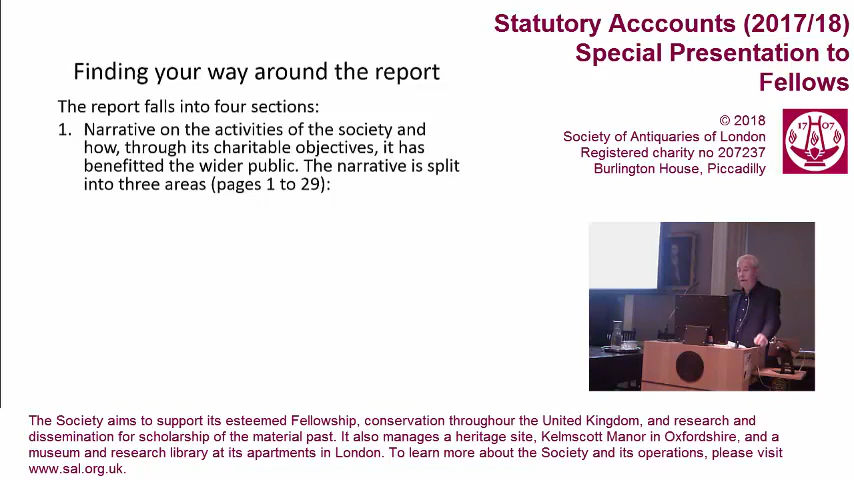 Finding your way around the report
The report falls into four sections:
1. Narrative on the activities of the society and
how, through its charitable objectives, it has
benefitted the wider public. The narrative is split
into three areas (pages 1 to 29):
Statutory Acccounts (2017/18)
Special Presentation to
Fellows
© 2018
Society of Antiquaries of London
Registered charity no 207237
Burlington House, Piccadilly
1707
The Society aims to support its esteemed Fellowship, conservation throughour the United Kingdom, and research and
dissemination for scholarship of the material past. It also manages a heritage site, Kelmscott Manor in Oxfordshire, and a
museum and research library at its apartments in London. To learn more about the Society and its operations, please visit
www.sal.org.uk.